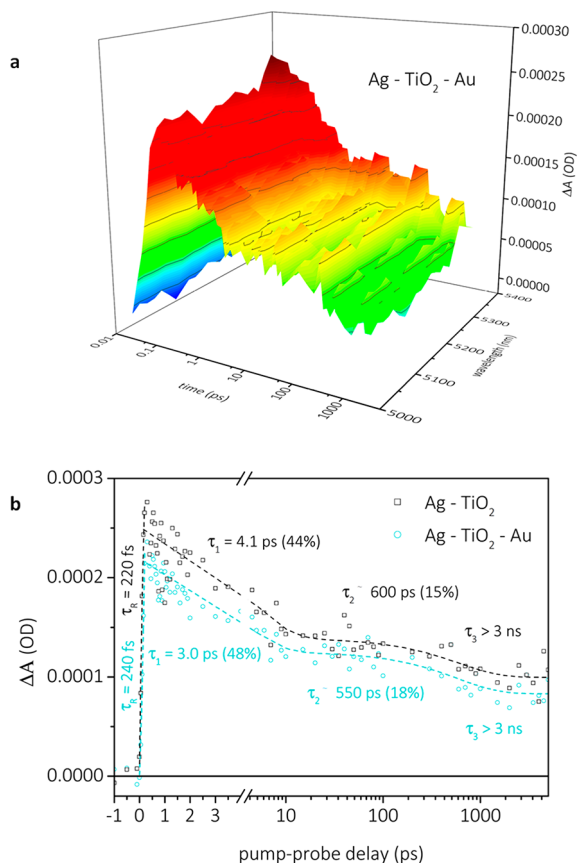 a
Ag - TiO₂ - Au
0.00030
0.00025
0.00020
0.00015
0.00010
0.00005
0.00000
ΔA (OD)
0.01
0.1
1
10
100
1000
time (ps)
5000
5100
5200
5300
5400
wavelength (nm)
b
0.0003
0.0002
0.0001
0.0000
ΔA (OD)
Ag - TiO₂
Ag - TiO₂ - Au
τR = 220 fs
τR = 240 fs
τ₁ = 4.1 ps (44%)
τ₁ = 3.0 ps (48%)
τ₂~ 600 ps (15%)
τ₂~ 550 ps (18%)
τ₃ > 3 ns
τ₃ > 3 ns
-1 0 1 2 3 10 100 1000
pump-probe delay (ps)